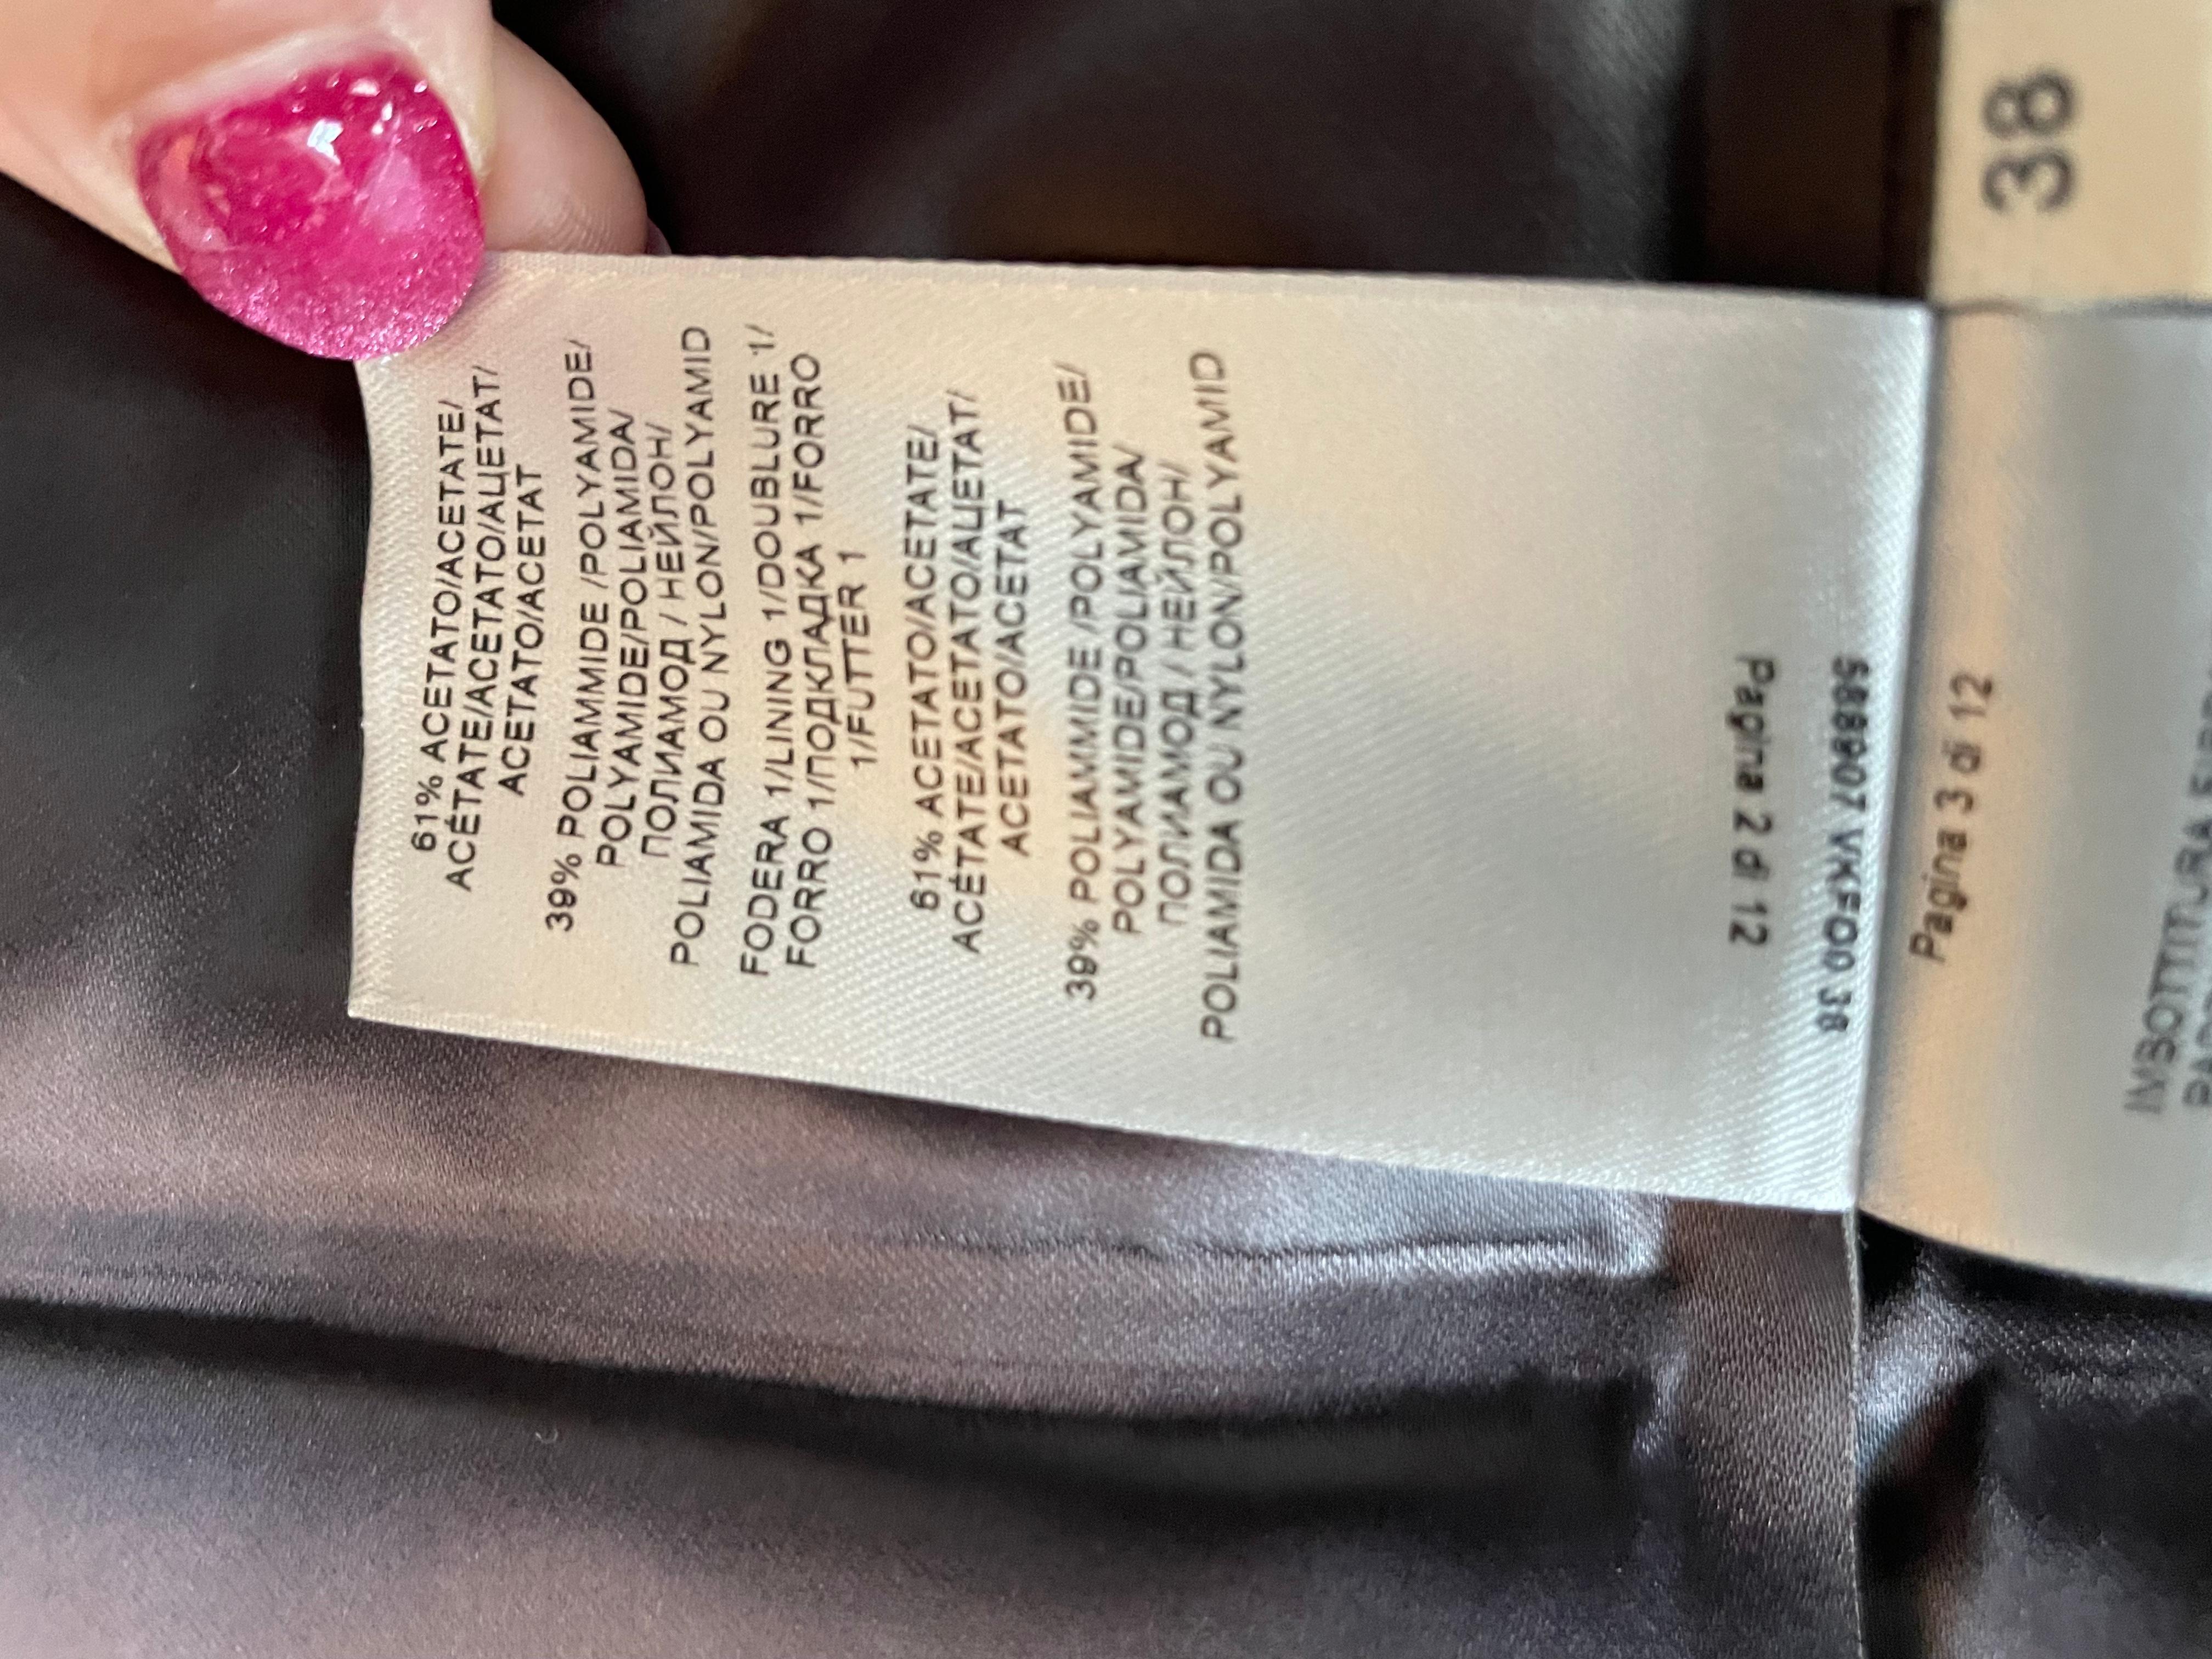 61% ACETATO/ACETATE/
ACÉTATE/ACETATO/АЦЕТАТ/
ACETATO/ACETAT
39% POLIAMMIDE /POLYAMIDE/
POLYAMIDE/POLIAMIDA/
ПОЛИАМОД / НЕЙЛОН/
POLIAMIDA OU NYLON/POLYAMID
FODERA 1/LINING 1/DOUBLURE 1/
FORRO 1/ПОДКЛАДКА 1/FORRO
1/FUTTER 1
61% ACETATO/ACETATE/
ACÉTATE/ACETATO/АЦЕТАТ/
ACETATO/ACETAT
39% POLIAMMIDE /POLYAMIDE/
POLYAMIDE/POLIAMIDA/
ПОЛИАМОД / НЕЙЛОН/
POLIAMIDA OU NYLON/POLYAMID
Pagina 2 di 12
38
Pagina 3 di 12
IMBOTTITURA